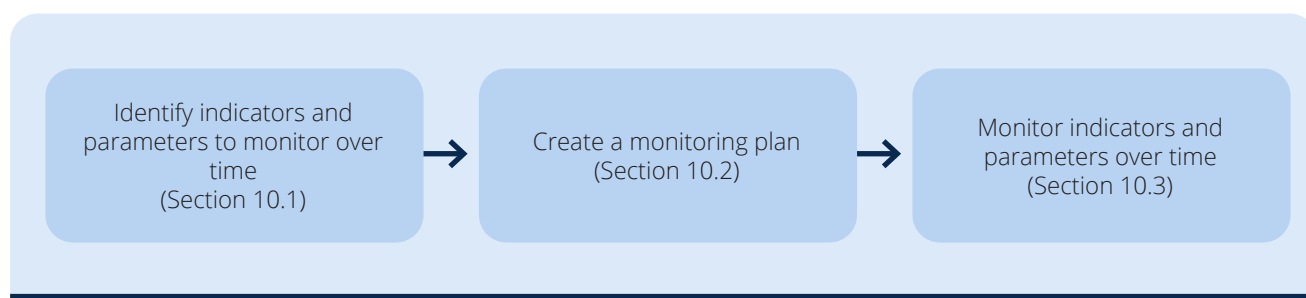 Identify indicators and
parameters to monitor over
time
(Section 10.1)
Create a monitoring plan
(Section 10.2)
Monitor indicators and
parameters over time
(Section 10.3)